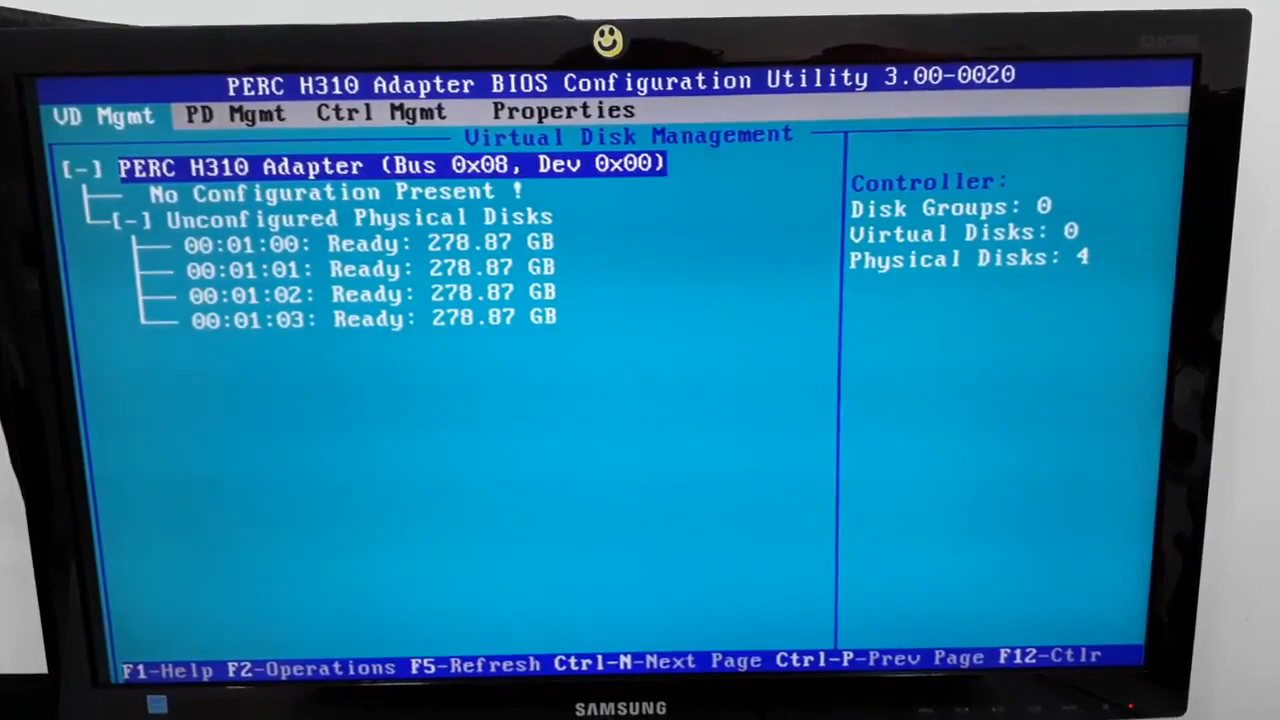 PERC H310 Adapter BIOS Configuration Utility 3.00-0020
VD Mgmt PD Mgmt Ctrl Mgmt Properties
Virtual Disk Management
[-] PERC H310 Adapter (Bus 0x08, Dev 0x00)
No Configuration Present !
[-] Unconfigured Physical Disks
00:01:00: Ready: 278.87 GB
00:01:01: Ready: 278.87 GB
00:01:02: Ready: 278.87 GB
00:01:03: Ready: 278.87 GB
Controller:
Disk Groups: 0
Virtual Disks: 0
Physical Disks: 4
F1-Help F2-Operations F5-Refresh Ctrl-N-Next Page Ctrl-P-Prev Page F12-Ctlr
SAMSUNG